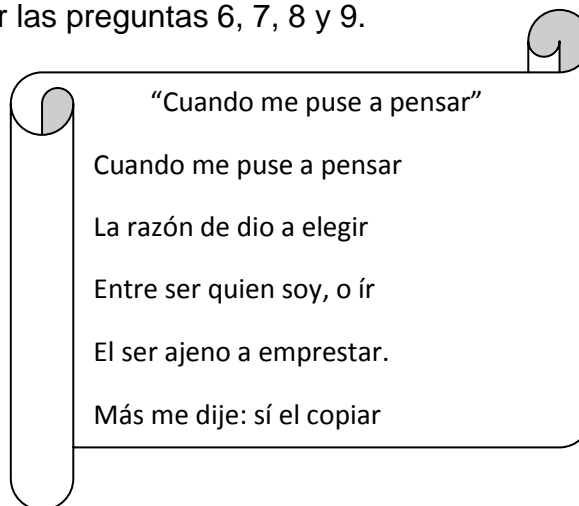 r las preguntas 6, 7, 8 y 9.
“Cuando me puse a pensar”
Cuando me puse a pensar
La razón de dio a elegir
Entre ser quien soy, o ír
El ser ajeno a emprestar.
Más me dije: sí el copiar